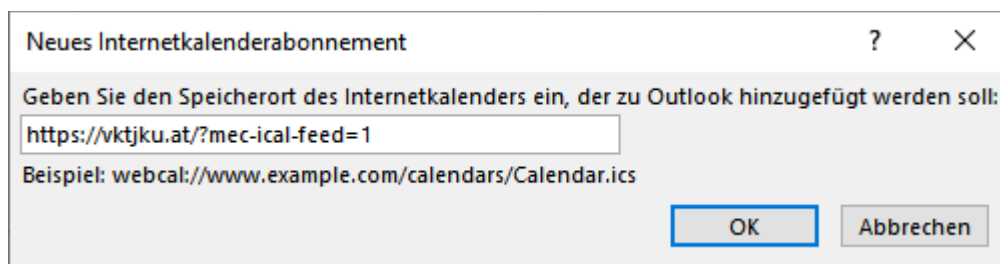 Neues Internetkalenderabonnement ?
Geben Sie den Speicherort des Internetkalenders ein, der zu Outlook hinzugefügt werden soll:
https://vktjku.at/?mec-ical-feed=1
Beispiel: webcal://www.example.com/calendars/Calendar.ics
OK Abbrechen